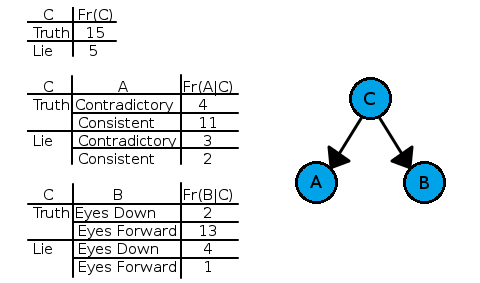 C Fr(C)
Truth 15
Lie 5
C A Fr(A|C)
Truth Contradictory 4
Consistent 11
Lie Contradictory 3
Consistent 2
C B Fr(B|C)
Truth Eyes Down 2
Eyes Forward 13
Lie Eyes Down 4
Eyes Forward 1
C
A B